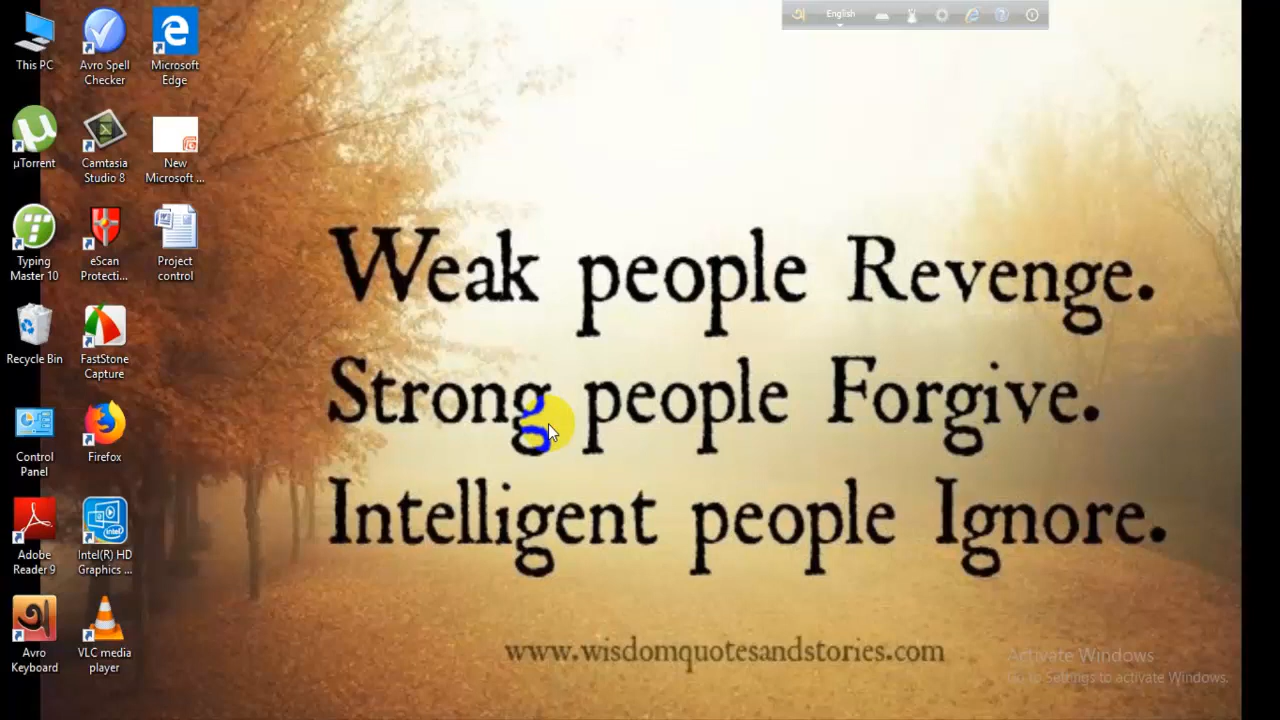 English
This PC
Avro Spell
Checker
Microsoft
Edge
µTorrent
Camtasia
Studio 8
New
Microsoft ...
Typing
Master 10
eScan
Protecti...
Project
control
Recycle Bin
FastStone
Capture
Control
Panel
Firefox
Adobe
Reader 9
Intel(R) HD
Graphics ...
Avro
Keyboard
VLC media
player
Weak people Revenge.
Strong people Forgive.
Intelligent people Ignore.
www.wisdomquotesandstories.com
Activate Windows
Go to Settings to activate Windows.